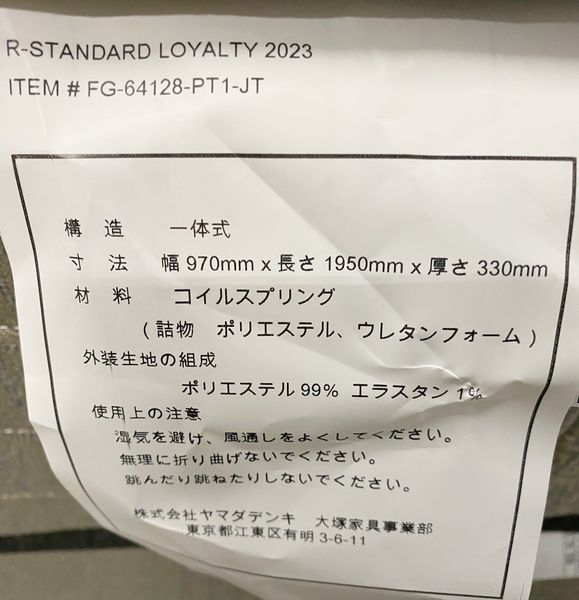 R-STANDARD LOYALTY 2023
ITEM # FG-64128-PT1-JT
構 造 一体式
寸 法 幅 970mm x 長さ 1950mm x 厚さ 330mm
材 料 コイルスプリング
(詰物 ポリエステル、ウレタンフォーム)
外装生地の組成
ポリエステル 99% エラスタン 1%
使用上の注意
湿気を避け、風通しをよくしてください。
無理に折り曲げないでください。
跳んだり跳ねたりしないでください。
株式会社ヤマダデンキ 大塚家具事業部
東京都江東区有明 3-6-11